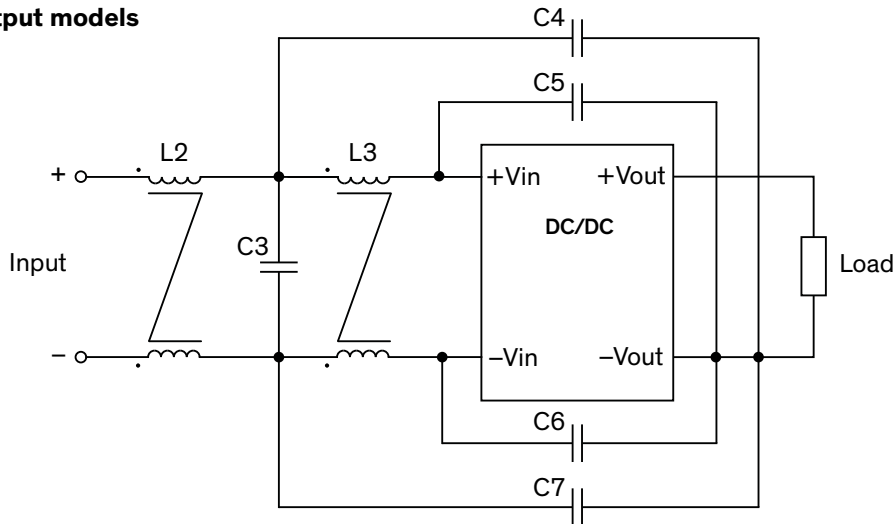 tput models
C4
C5
L2
L3
+
+Vin
+Vout
DC/DC
C3
Input
Load
−
−Vin
−Vout
C6
C7